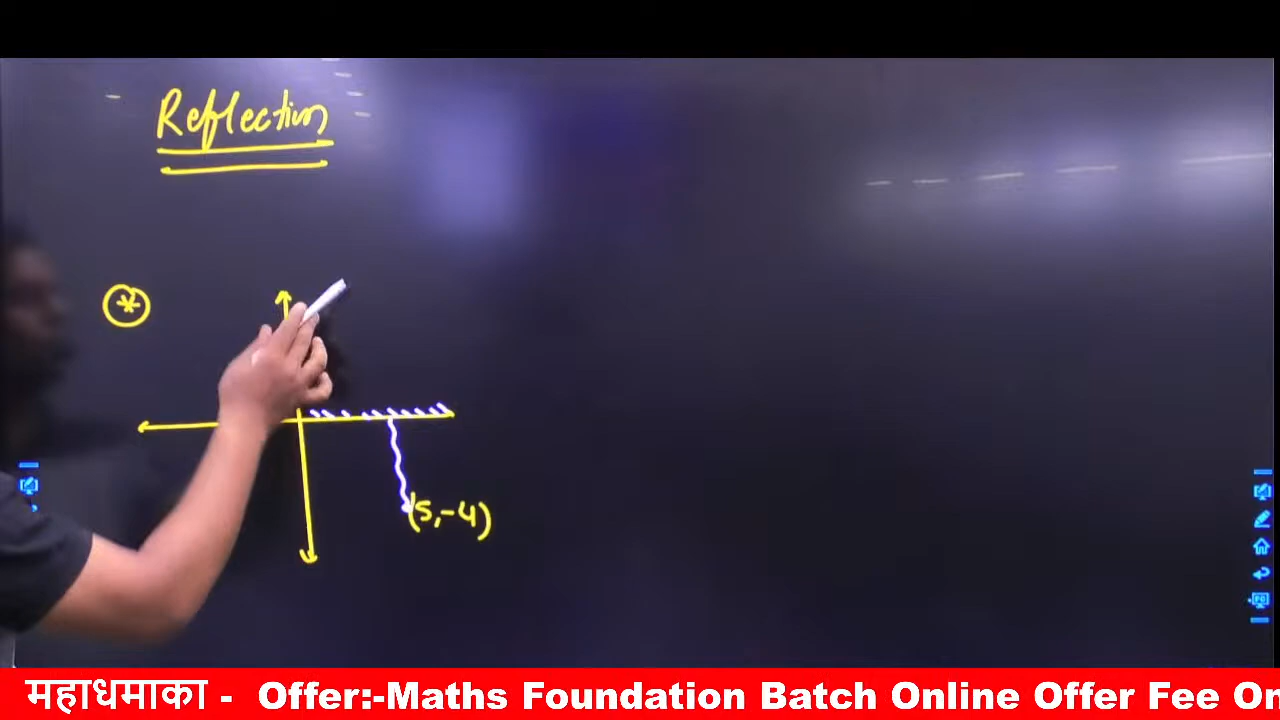 Reflection
*
(5,-4)
महाधमाका - Offer:-Maths Foundation Batch Online Offer Fee On